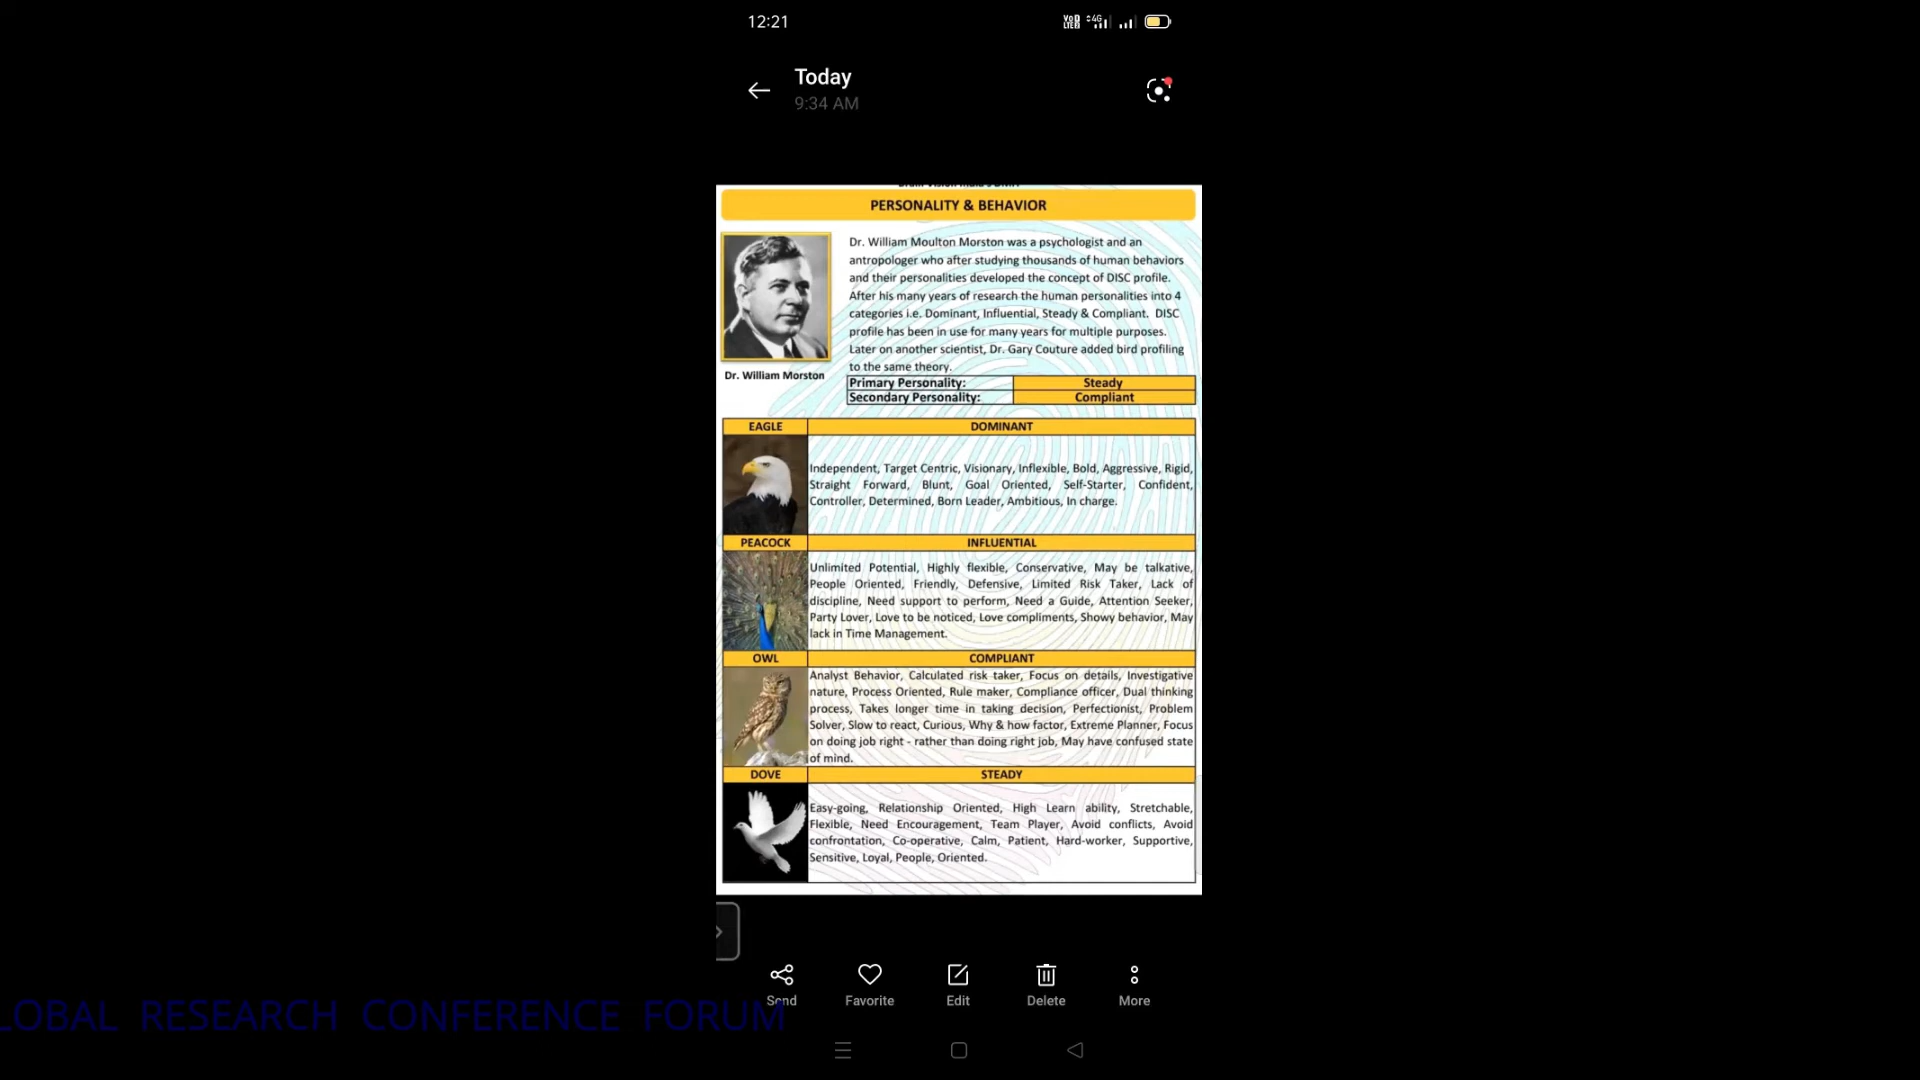 12:21
VoD LTE2 4G
Today
9:34 AM
PERSONALITY & BEHAVIOR
Dr. William Moulton Morston was a psychologist and an
antropologer who after studying thousands of human behaviors
and their personalities developed the concept of DISC profile.
After his many years of research the human personalities into 4
categories i.e. Dominant, Influential, Steady & Compliant. DISC
profile has been in use for many years for multiple purposes.
Later on another scientist, Dr. Gary Couture added bird profiling
to the same theory.
Dr. William Morston
Primary Personality: Steady
Secondary Personality: Compliant
EAGLE DOMINANT
Independent, Target Centric, Visionary, Inflexible, Bold, Aggressive, Rigid,
Straight Forward, Blunt, Goal Oriented, Self-Starter, Confident,
Controller, Determined, Born Leader, Ambitious, In charge.
PEACOCK INFLUENTIAL
Unlimited Potential, Highly flexible, Conservative, May be talkative,
People Oriented, Friendly, Defensive, Limited Risk Taker, Lack of
discipline, Need support to perform, Need a Guide, Attention Seeker,
Party Lover, Love to be noticed, Love compliments, Showy behavior, May
lack in Time Management.
OWL COMPLIANT
Analyst Behavior, Calculated risk taker, Focus on details, Investigative
nature, Process Oriented, Rule maker, Compliance officer, Dual thinking
process, Takes longer time in taking decision, Perfectionist, Problem
Solver, Slow to react, Curious, Why & how factor, Extreme Planner, Focus
on doing job right - rather than doing right job, May have confused state
of mind.
DOVE STEADY
Easy-going, Relationship Oriented, High Learn ability, Stretchable,
Flexible, Need Encouragement, Team Player, Avoid conflicts, Avoid
confrontation, Co-operative, Calm, Patient, Hard-worker, Supportive,
Sensitive, Loyal, People, Oriented.
Send Favorite Edit Delete More
LOBAL RESEARCH CONFERENCE FORUM